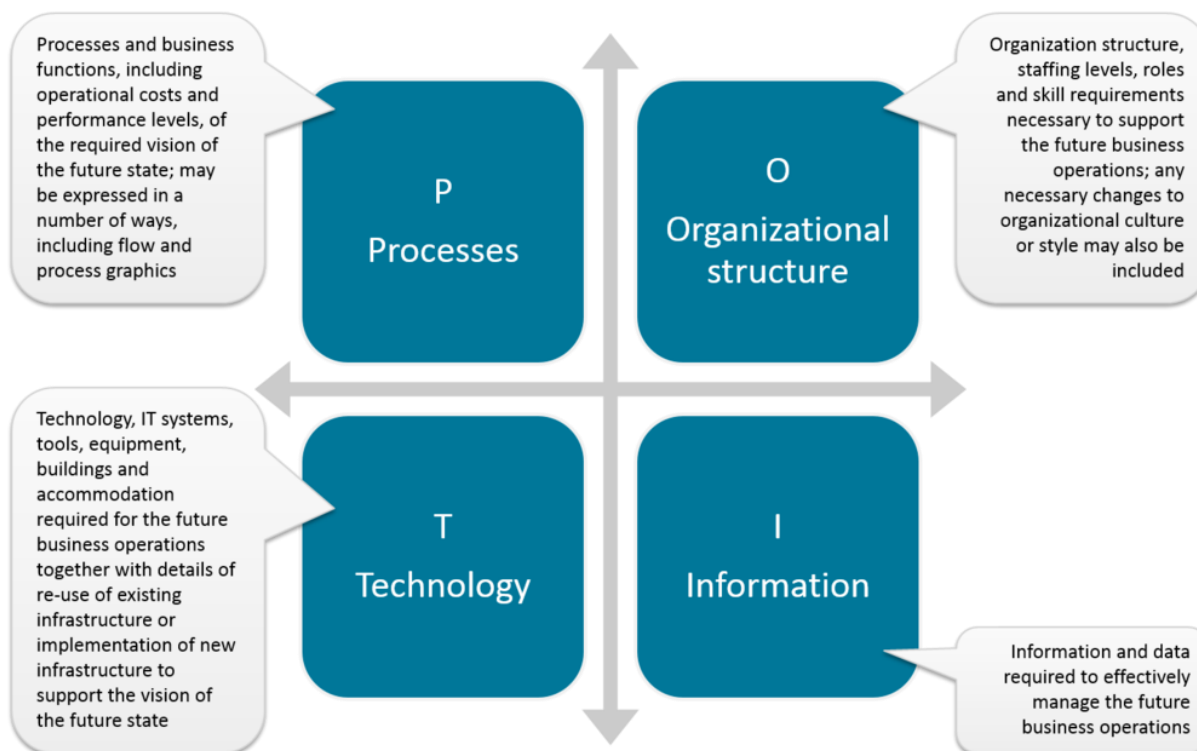 Processes and business
functions, including
operational costs and
performance levels, of
the required vision of
the future state; may
be expressed in a
number of ways,
including flow and
process graphics
P
Processes
O
Organizational
structure
Organization structure,
staffing levels, roles
and skill requirements
necessary to support
the future business
operations; any
necessary changes to
organizational culture
or style may also be
included
Technology, IT systems,
tools, equipment,
buildings and
accommodation
required for the future
business operations
together with details of
re-use of existing
infrastructure or
implementation of new
infrastructure to
support the vision of
the future state
T
Technology
I
Information
Information and data
required to effectively
manage the future
business operations